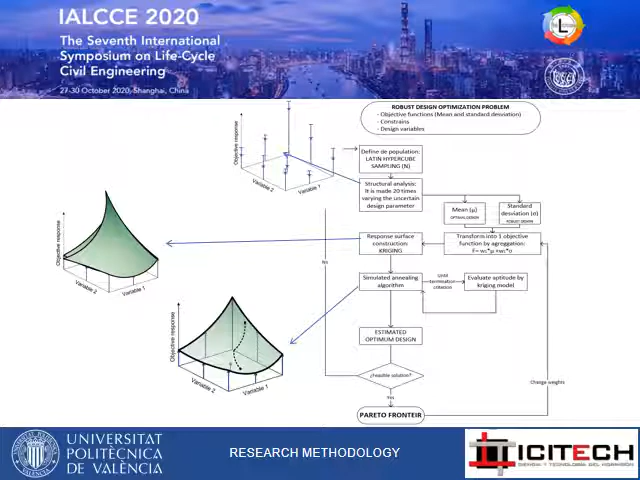 IALCCE 2020
The Seventh International
Symposium on Life-Cycle
Civil Engineering
27-30 October 2020, Shanghai, China
ROBUST DESIGN OPTIMIZATION PROBLEM
- Objective functions (Mean and standard desviation)
- Constrains
- Design variables
Objective response
Variable 2
Variable 1
Define de population:
LATIN HYPERCUBE
SAMPLING (N)
Structural analysis:
It is made 20 times
varying the uncertain
design parameter
Mean (μ)
OPTIMAL DESIGN
Standard
desviation (σ)
ROBUST DESIGN
Objective response
Variable 2
Variable 1
Response surface
construction:
KRIGING
Transform into 1 objective
function by agregation:
No
Simulated annealing
algorithm
Until
termination
criterion
Evaluate aptitude by
kriging model
Objective response
Variable 2
Variable 1
ESTIMATED
OPTIMUM DESIGN
¿Feasible solution?
Change weights
Yes
PARETO FRONTEIR
UNIVERSITAT
POLITÈCNICA
DE VALÈNCIA
RESEARCH METHODOLOGY
ICITECH